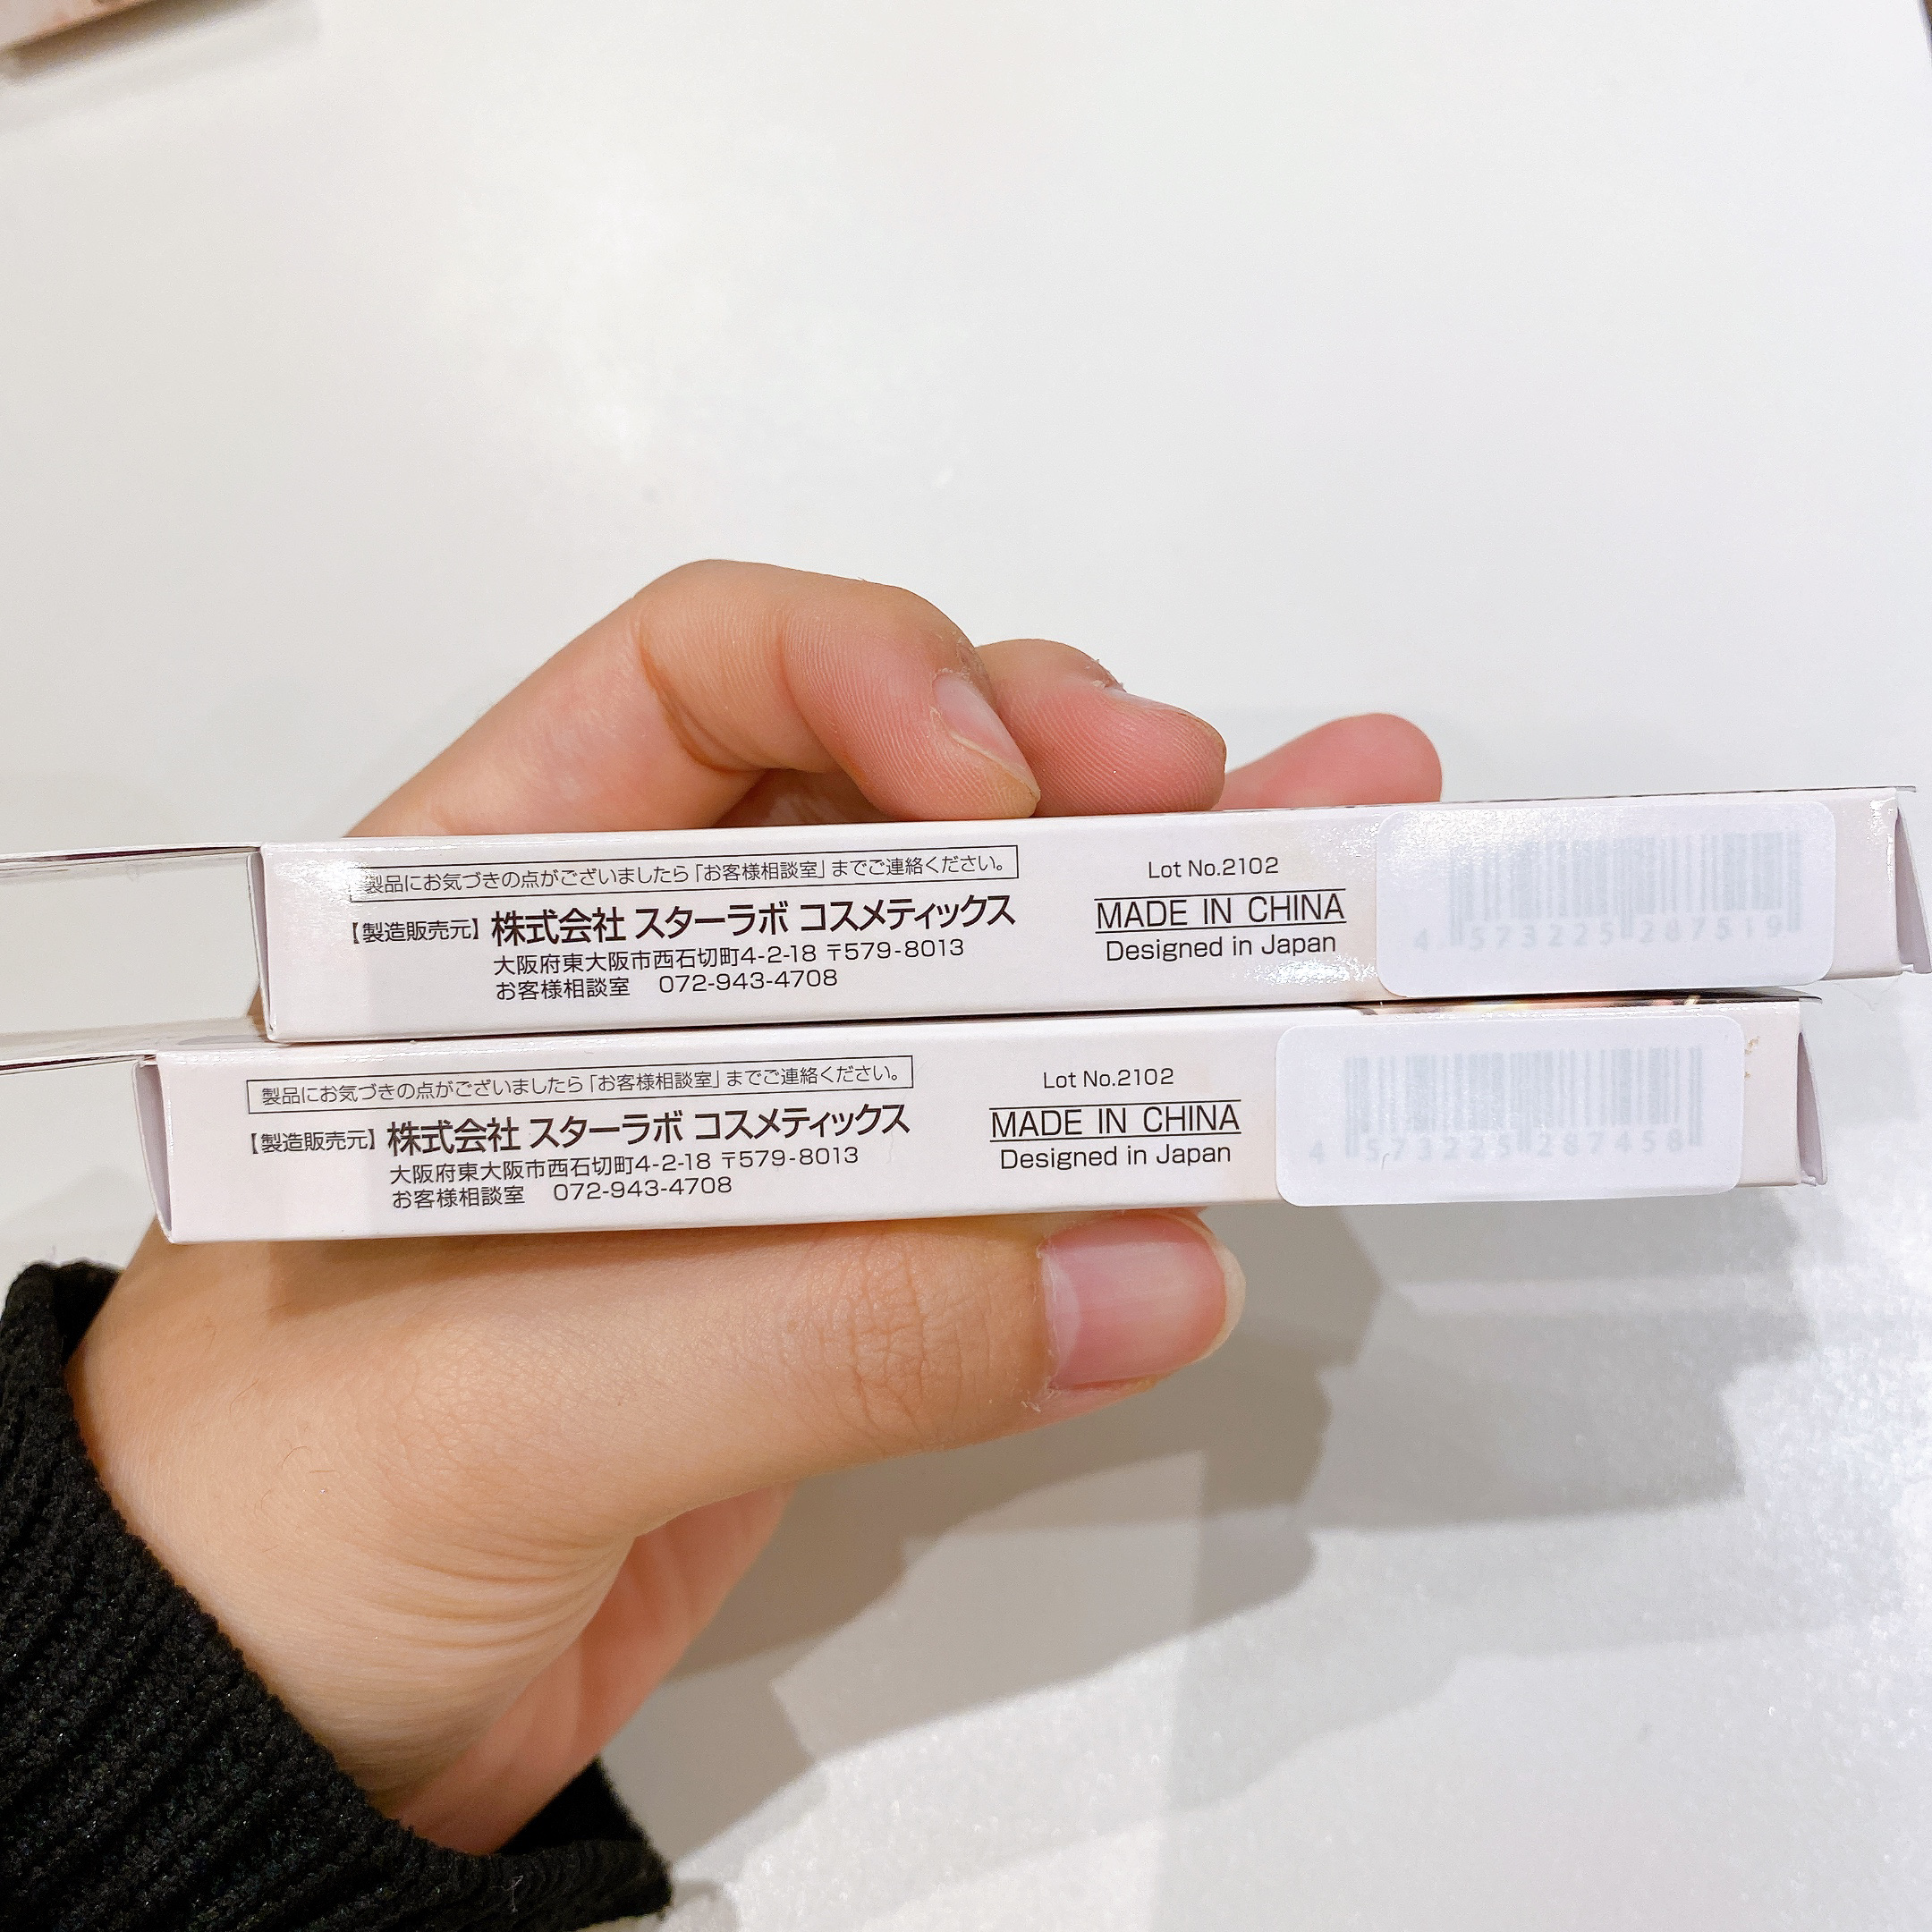 製品にお気づきの点がございましたら「お客様相談室」までご連絡ください。
【製造販売元】株式会社 スターラボ コスメティックス
大阪府東大阪市西石切町4-2-18 〒579-8013
お客様相談室 072-943-4708
Lot No.2102
MADE IN CHINA
Designed in Japan
4 573225 287519
製品にお気づきの点がございましたら「お客様相談室」までご連絡ください。
【製造販売元】株式会社 スターラボ コスメティックス
大阪府東大阪市西石切町4-2-18 〒579-8013
お客様相談室 072-943-4708
Lot No.2102
MADE IN CHINA
Designed in Japan
4 573225 287458